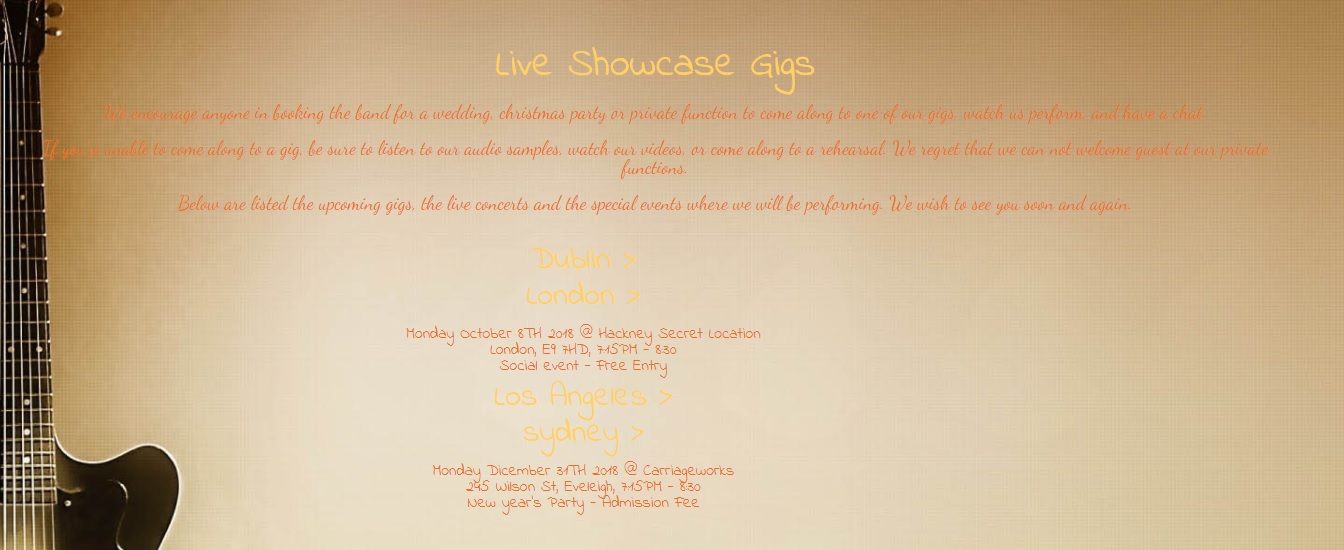 Live Showcase Gigs
We encourage anyone in booking the band for a wedding, christmas party or private function to come along to one of our gigs, watch us perform, and have a chat
If you're unable to come along to a gig, be sure to listen to our audio samples, watch our videos, or come along to a rehearsal. We regret that we can not welcome guest at our private
functions.
Below are listed the upcoming gigs, the live concerts and the special events where we will be performing. We wish to see you soon and again.
Dublin >
London >
Monday October 8TH 2018 @ Hackney Secret Location
London, E9 7HD, 7:15PM - 8:30
Social event - Free Entry
Los Angeles >
sydney >
Monday Dicember 31TH 2018 @ Carriageworks
245 Wilson St, Eveleigh, 7:15PM - 8:30
New year's Party - Admission Fee